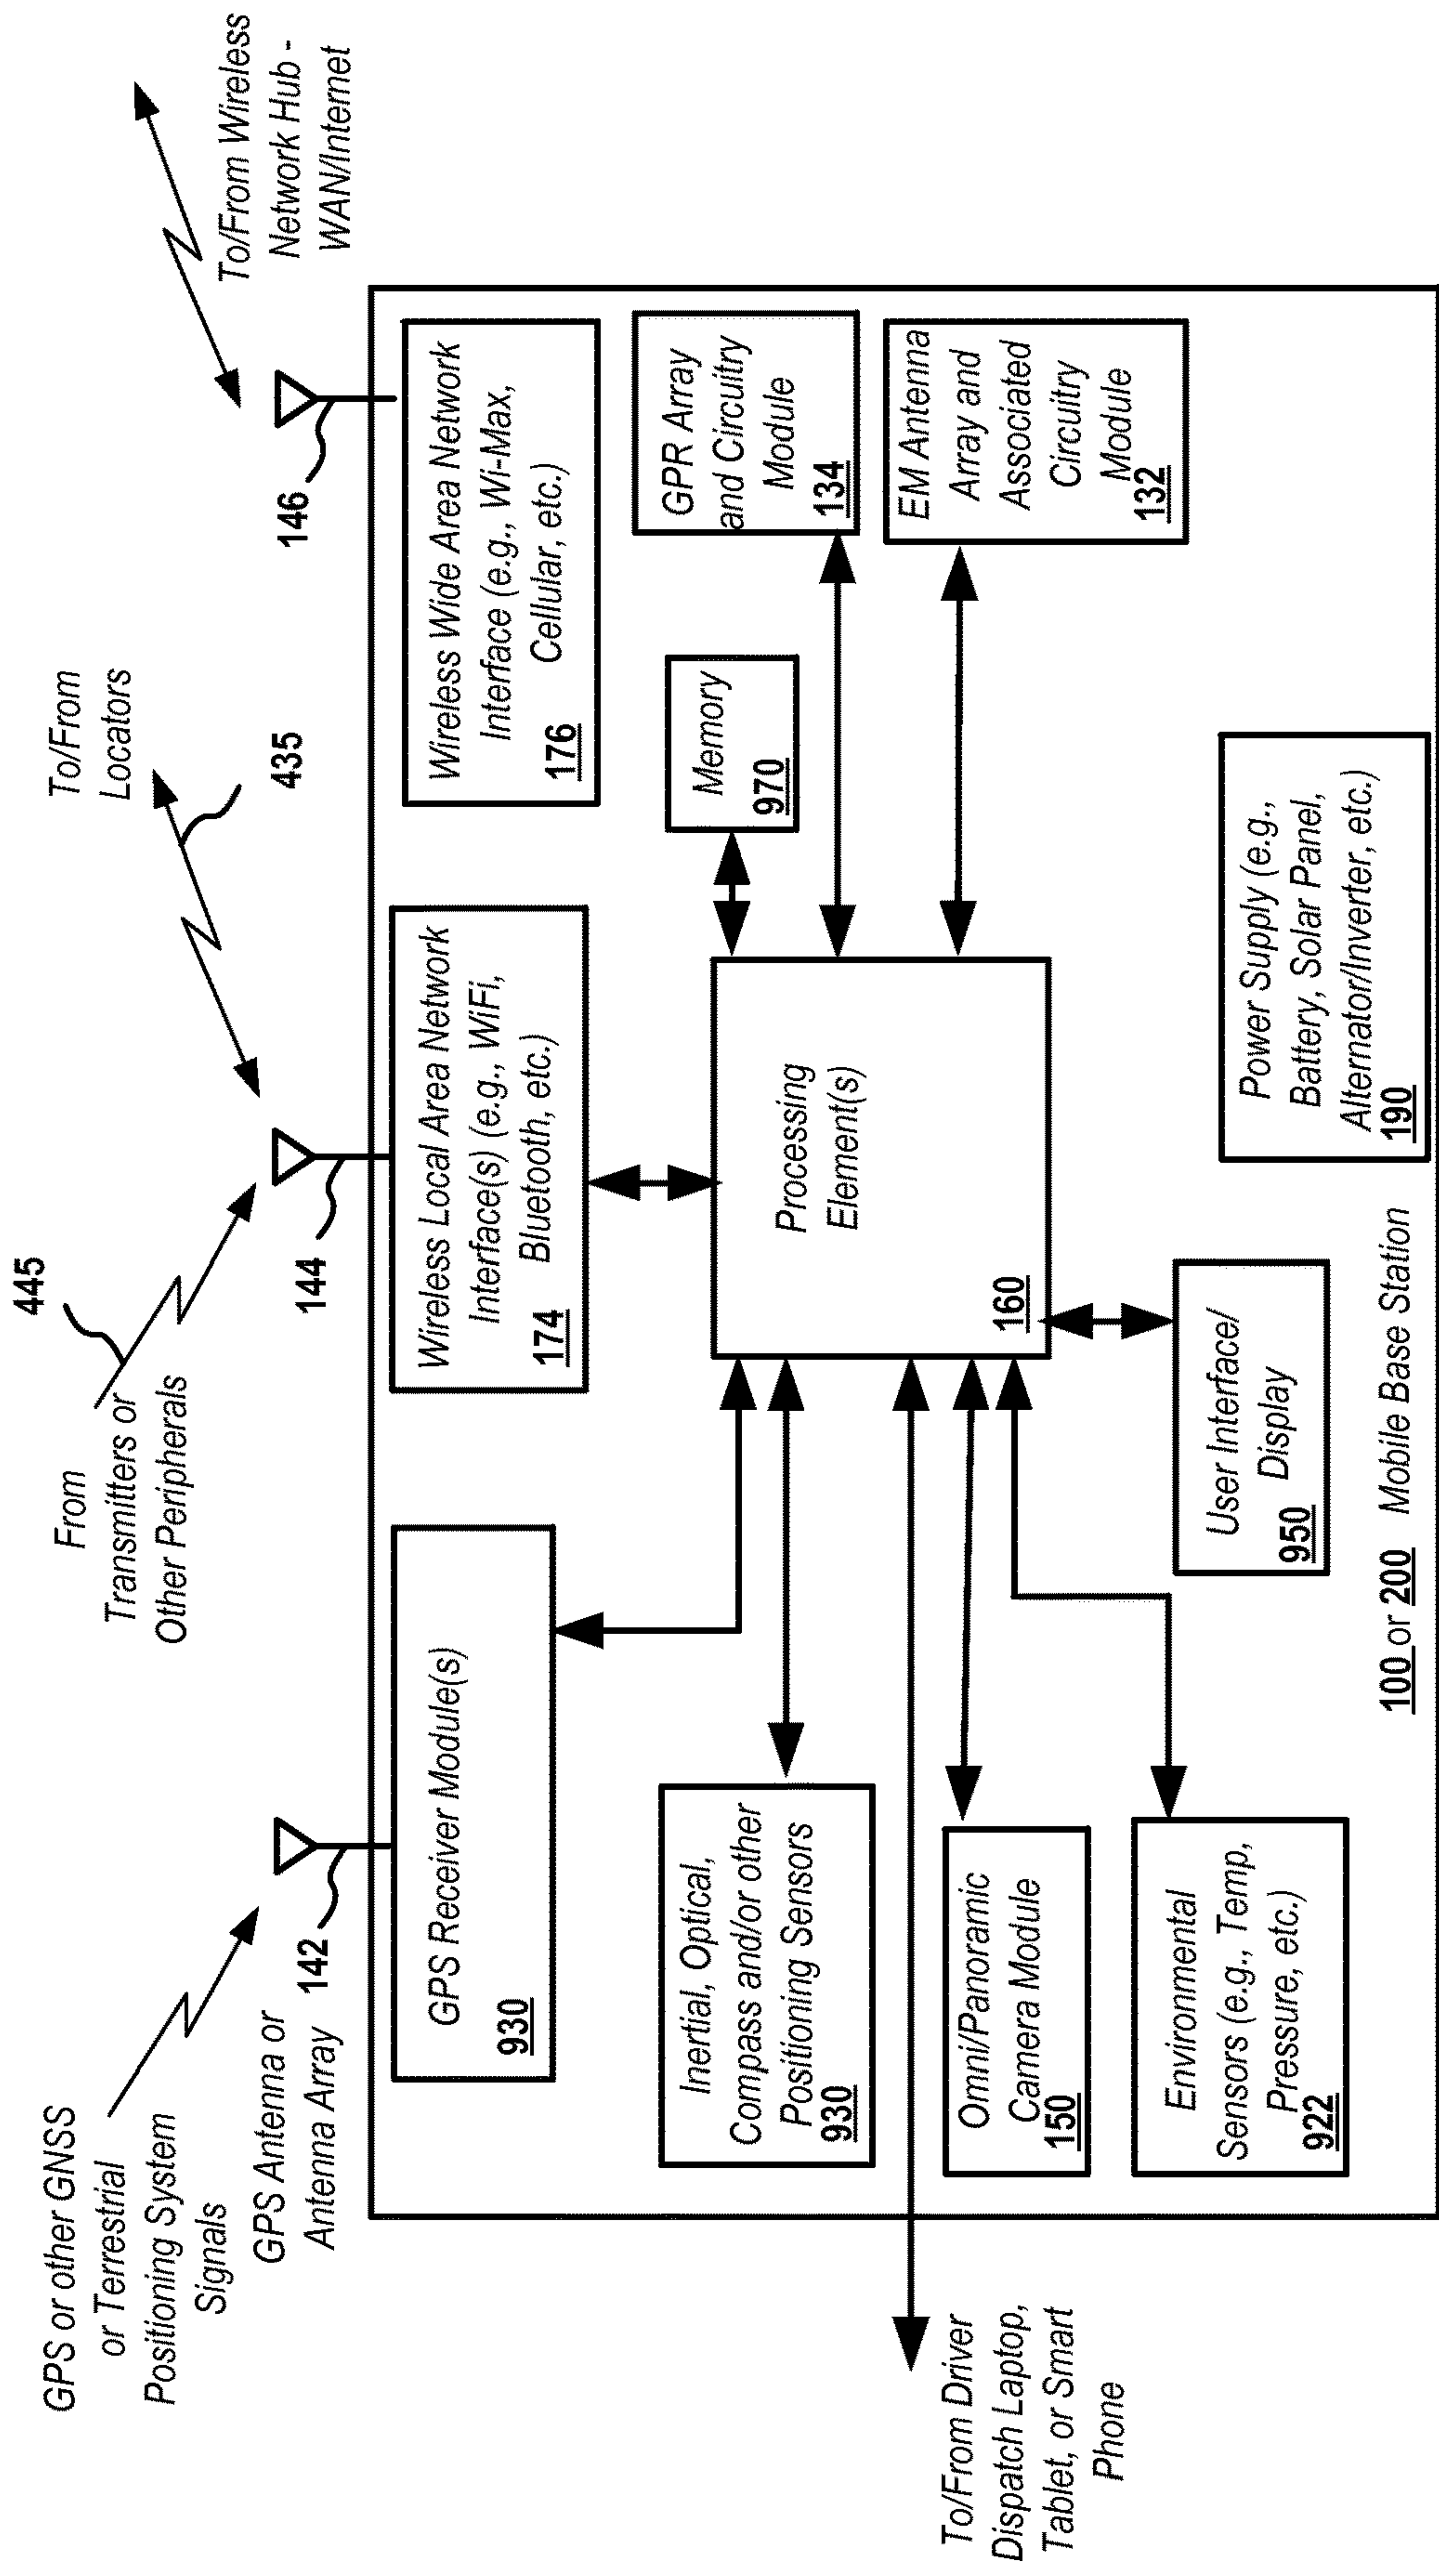 GPS or other GNSS
or Terrestrial
Positioning System
Signals
GPS Antenna or
Antenna Array
142
From
Transmitters or
Other Peripherals
445
144
To/From
Locators
435
146
To/From Wireless
Network Hub -
WAN/Internet
GPS Receiver Module(s)
930
Wireless Local Area Network
Interface(s) (e.g., WiFi,
Bluetooth, etc.)
174
Wireless Wide Area Network
Interface (e.g., Wi-Max,
Cellular, etc.)
176
Inertial, Optical,
Compass and/or other
Positioning Sensors
930
Processing
Element(s)
160
Memory
970
GPR Array
and Circuitry
Module
134
EM Antenna
Array and
Associated
Circuitry
Module
132
Omni/Panoramic
Camera Module
150
Environmental
Sensors (e.g., Temp,
Pressure, etc.)
922
User Interface/
Display
950
Power Supply (e.g.,
Battery, Solar Panel,
Alternator/Inverter, etc.)
190
To/From Driver
Dispatch Laptop,
Tablet, or Smart
Phone
100 or 200 Mobile Base Station